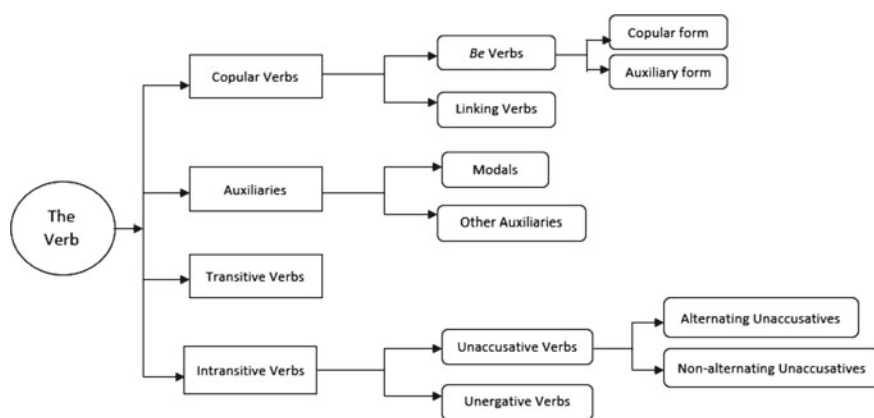 The
Verb
Copular Verbs
Be Verbs
Copular form
Auxiliary form
Linking Verbs
Auxiliaries
Modals
Other Auxiliaries
Transitive Verbs
Intransitive Verbs
Unaccusative Verbs
Alternating Unaccusatives
Non-alternating Unaccusatives
Unergative Verbs